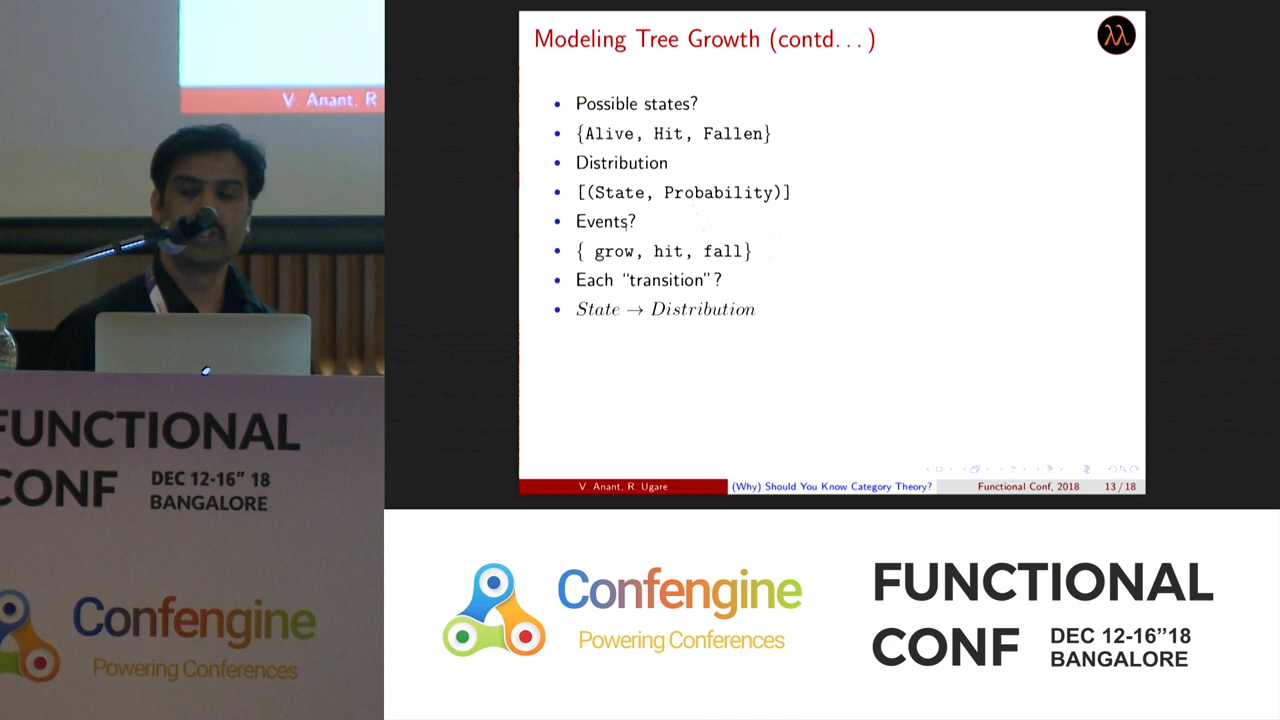 V. Anant, R
FUNCTIONAL
CONF DEC 12-16" 18
BANGALORE
Confengine
Powering Conferences
Modeling Tree Growth (contd. . . )
λλ
• Possible states?
• {Alive, Hit, Fallen}
• Distribution
• [(State, Probability)]
• Events?
• { grow, hit, fall}
• Each “transition”?
• State → Distribution
V. Anant, R Ugare (Why) Should You Know Category Theory? Functional Conf, 2018 13 / 18
Confengine
Powering Conferences
FUNCTIONAL
CONF DEC 12-16"18
BANGALORE